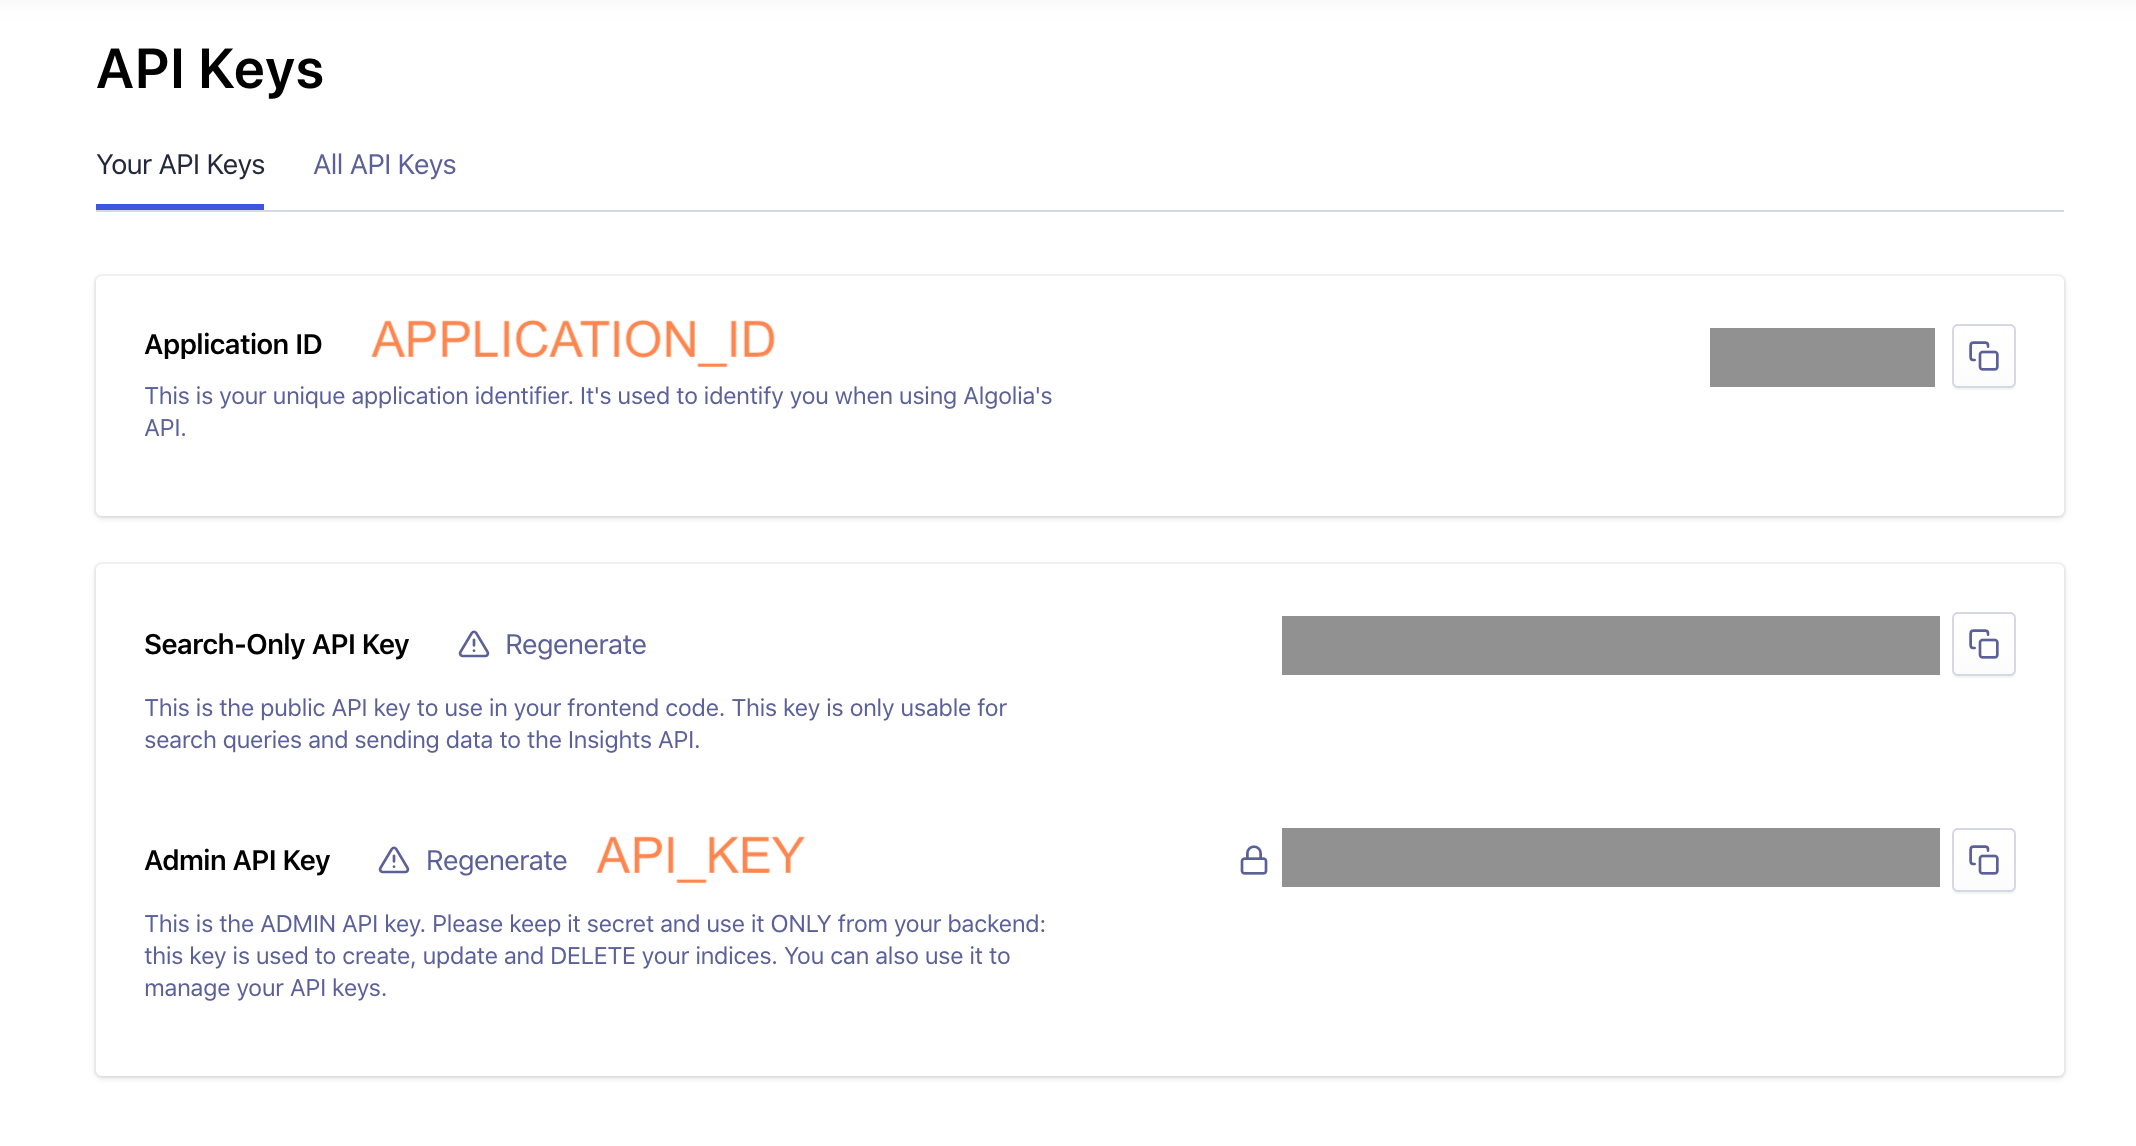 API Keys
Your API Keys
All API Keys
Application ID
APPLICATION_ID
This is your unique application identifier. It's used to identify you when using Algolia's
API.
Search-Only API Key
Regenerate
This is the public API key to use in your frontend code. This key is only usable for
search queries and sending data to the Insights API.
Admin API Key
Regenerate
API_KEY
This is the ADMIN API key. Please keep it secret and use it ONLY from your backend:
this key is used to create, update and DELETE your indices. You can also use it to
manage your API keys.